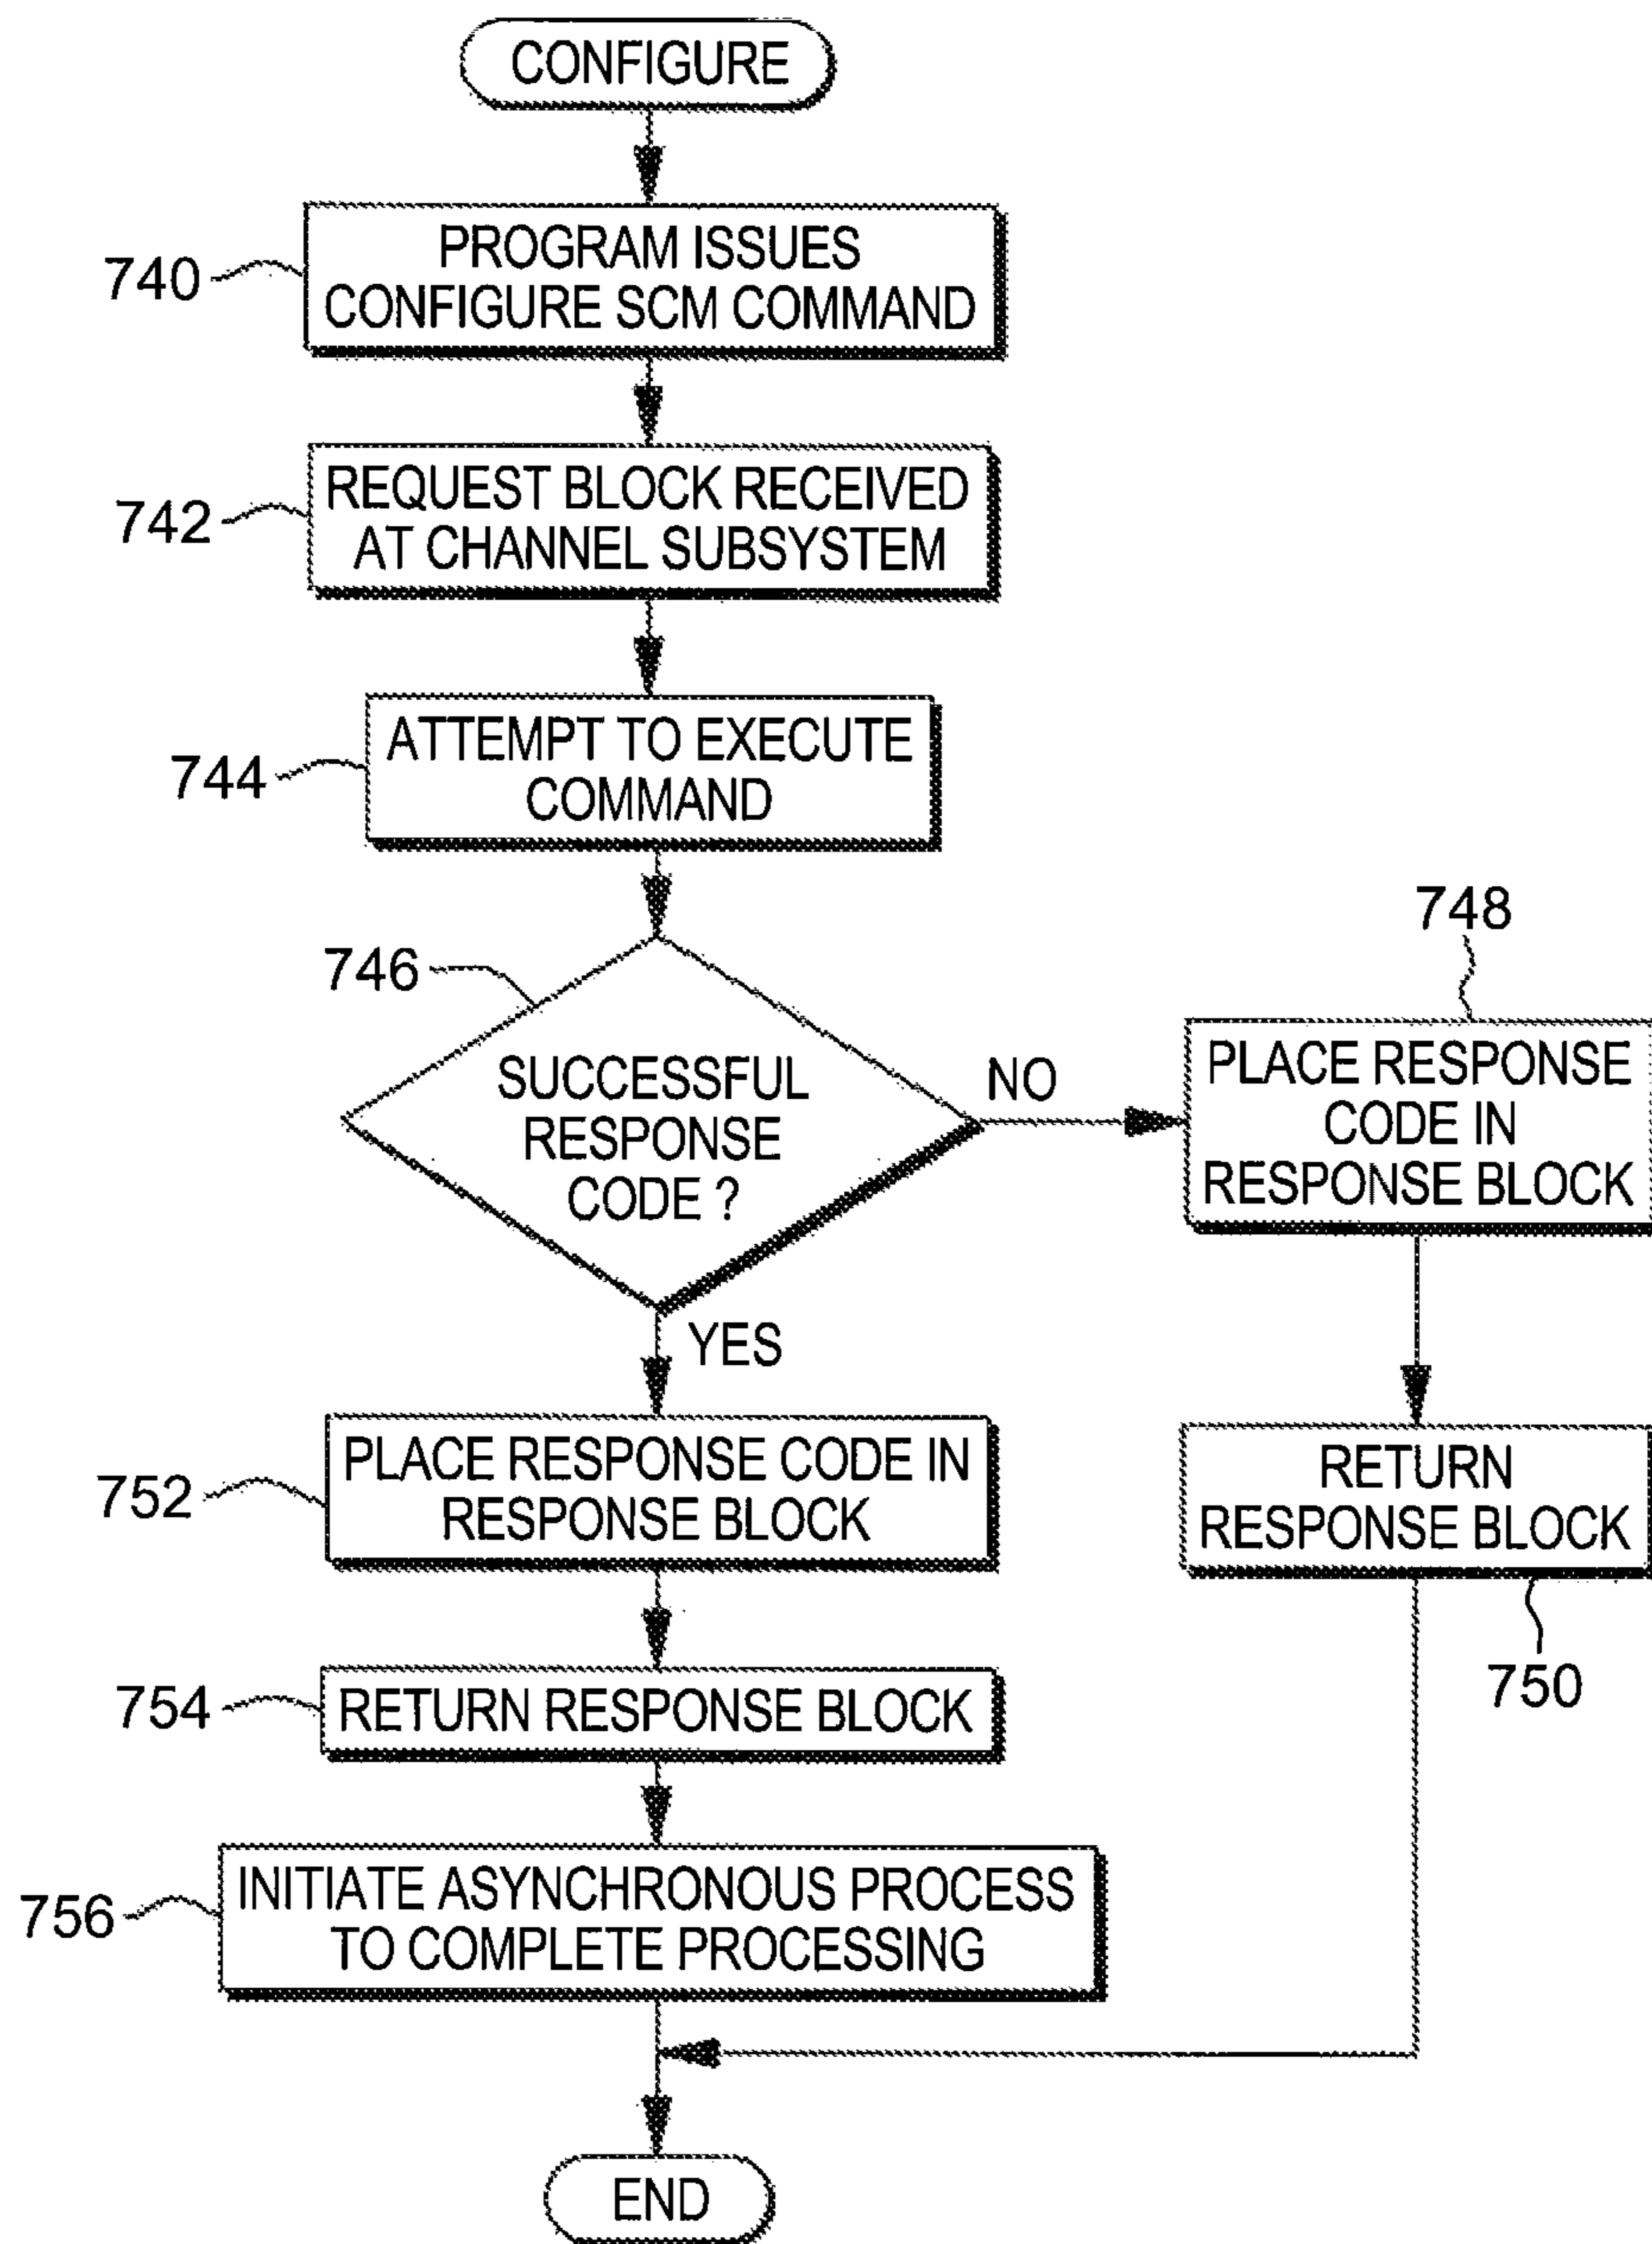 CONFIGURE
740
PROGRAM ISSUES
CONFIGURE SCM COMMAND
742
REQUEST BLOCK RECEIVED
AT CHANNEL SUBSYSTEM
744
ATTEMPT TO EXECUTE
COMMAND
746
SUCCESSFUL
RESPONSE
CODE ?
NO
748
PLACE RESPONSE
CODE IN
RESPONSE BLOCK
RETURN
RESPONSE BLOCK
750
YES
752
PLACE RESPONSE CODE IN
RESPONSE BLOCK
754
RETURN RESPONSE BLOCK
756
INITIATE ASYNCHRONOUS PROCESS
TO COMPLETE PROCESSING
END